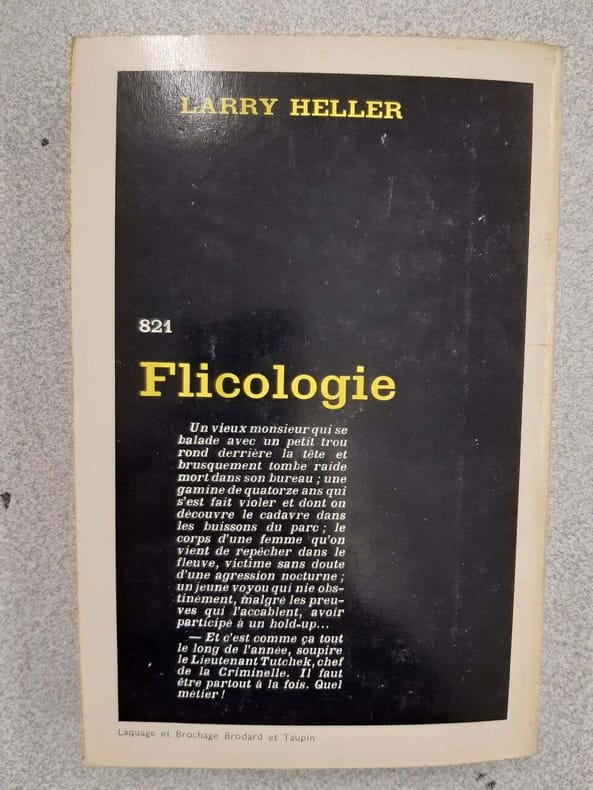 LARRY HELLER
821
Flicologie
Un vieux monsieur qui se
balade avec un petit trou
rond derrière la tête et
brusquement tombe raide
mort dans son bureau ; une
gamine de quatorze ans qui
s'est fait violer et dont on
découvre le cadavre dans
les buissons du parc ; le
corps d'une femme qu'on
vient de repêcher dans le
fleuve, victime sans doute
d'une agression nocturne ;
un jeune voyou qui nie obs-
tinément, malgré les preu-
ves qui l'accablent, avoir
participé à un hold-up...
— Et c'est comme ça tout
le long de l'année, soupire
le Lieutenant Tutchek, chef
de la Criminelle. Il faut
être partout à la fois. Quel
métier !
Laquage et Brochage Brodard et Taupin